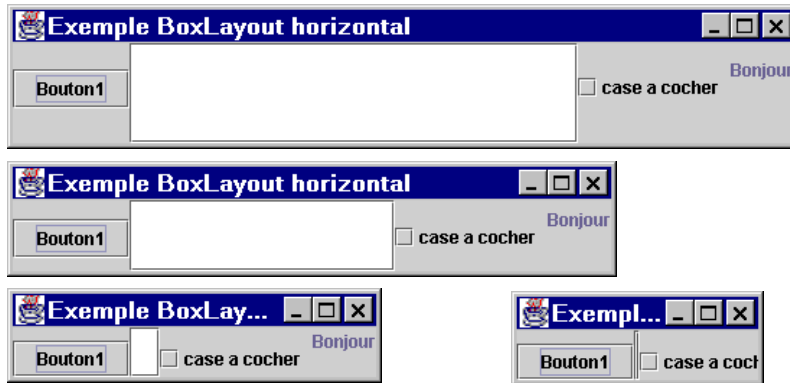 Exemple BoxLayout horizontal
Bouton1
case a cocher
Bonjour
Exemple BoxLayout horizontal
Bouton1
case a cocher
Bonjour
Exemple BoxLay...
Bouton1
case a cocher
Bonjour
Exempl...
Bouton1
case a coch